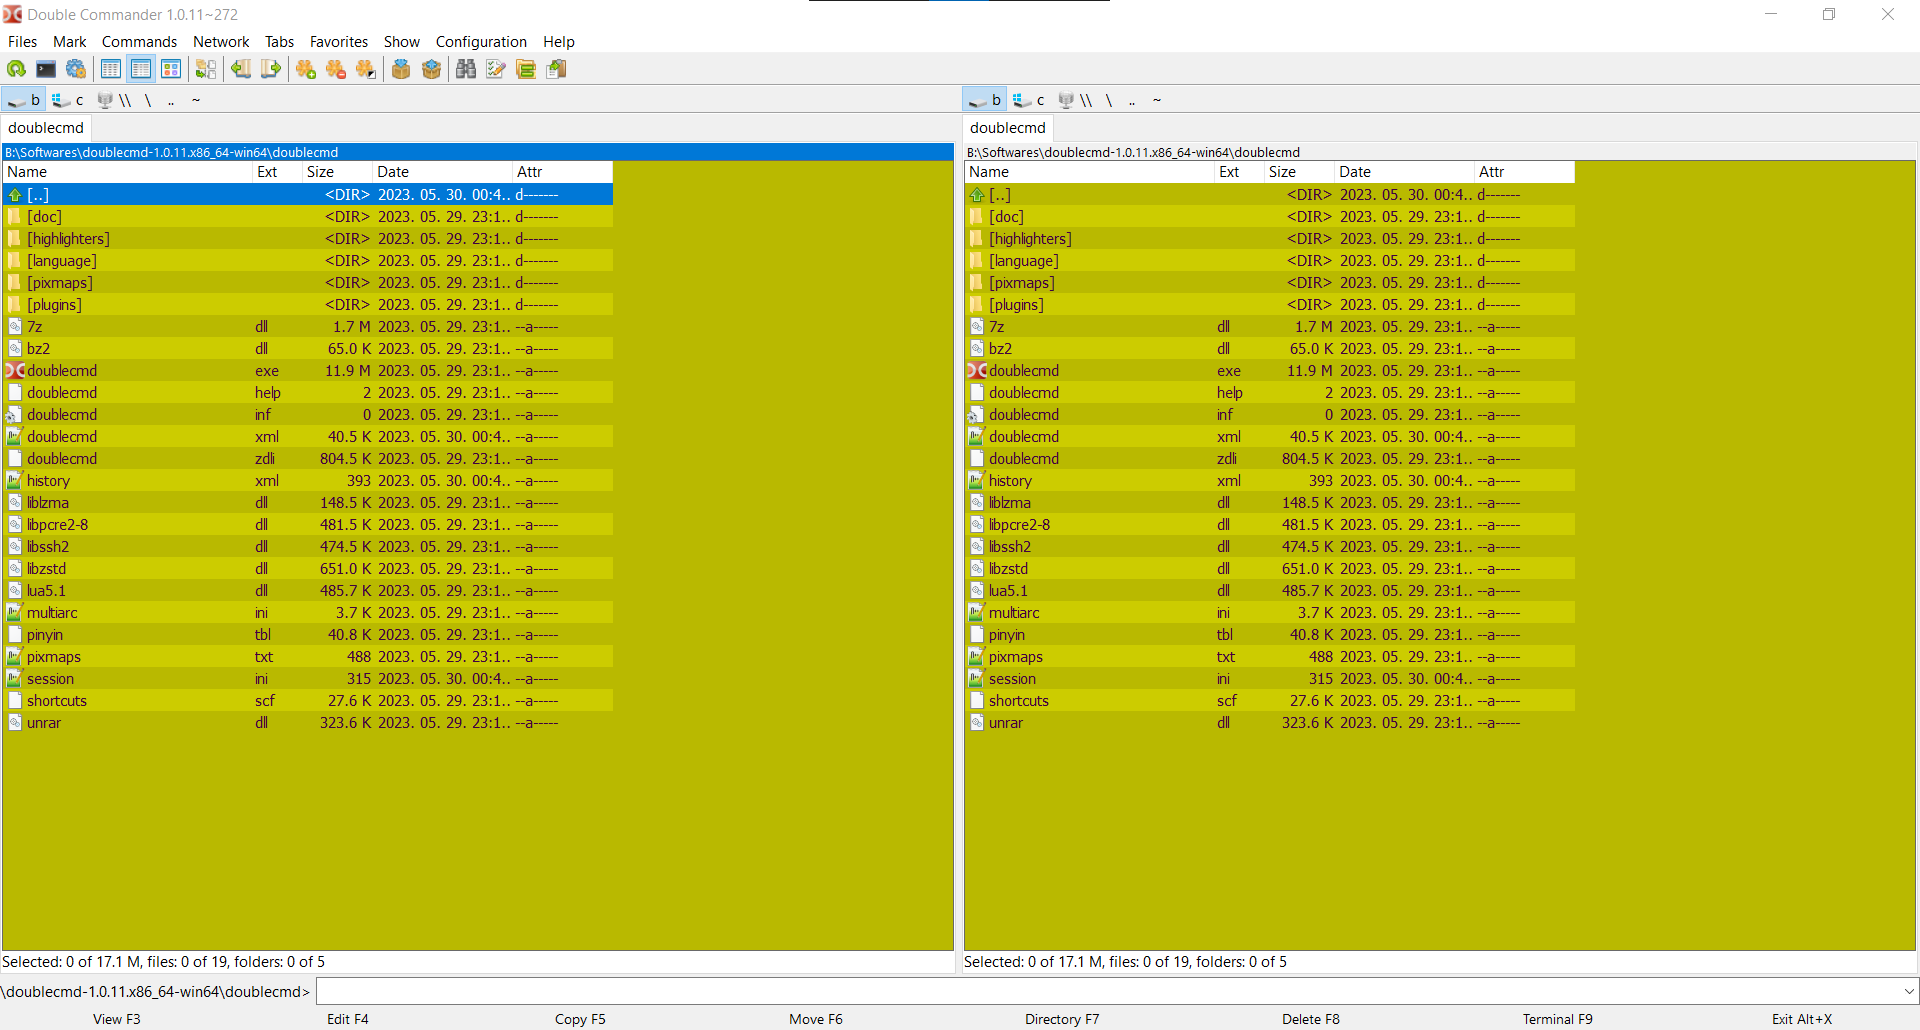 Double Commander 1.0.11~272
Files Mark Commands Network Tabs Favorites Show Configuration Help
b c \\ \ .. ~
b c \\ \ .. ~
doublecmd
B:\Softwares\doublecmd-1.0.11.x86_64-win64\doublecmd
Name Ext Size Date Attr
[..] <DIR> 2023. 05. 30. 00:4.. d-------
[doc] <DIR> 2023. 05. 29. 23:1.. d-------
[highlighters] <DIR> 2023. 05. 29. 23:1.. d-------
[language] <DIR> 2023. 05. 29. 23:1.. d-------
[pixmaps] <DIR> 2023. 05. 29. 23:1.. d-------
[plugins] <DIR> 2023. 05. 29. 23:1.. d-------
7z dll 1.7 M 2023. 05. 29. 23:1.. --a-----
bz2 dll 65.0 K 2023. 05. 29. 23:1.. --a-----
doublecmd exe 11.9 M 2023. 05. 29. 23:1.. --a-----
doublecmd help 2 2023. 05. 29. 23:1.. --a-----
doublecmd inf 0 2023. 05. 29. 23:1.. --a-----
doublecmd xml 40.5 K 2023. 05. 30. 00:4.. --a-----
doublecmd zdli 804.5 K 2023. 05. 29. 23:1.. --a-----
history xml 393 2023. 05. 30. 00:4.. --a-----
liblzma dll 148.5 K 2023. 05. 29. 23:1.. --a-----
libpcre2-8 dll 481.5 K 2023. 05. 29. 23:1.. --a-----
libssh2 dll 474.5 K 2023. 05. 29. 23:1.. --a-----
libzstd dll 651.0 K 2023. 05. 29. 23:1.. --a-----
lua5.1 dll 485.7 K 2023. 05. 29. 23:1.. --a-----
multiarc ini 3.7 K 2023. 05. 29. 23:1.. --a-----
pinyin tbl 40.8 K 2023. 05. 29. 23:1.. --a-----
pixmaps txt 488 2023. 05. 29. 23:1.. --a-----
session ini 315 2023. 05. 30. 00:4.. --a-----
shortcuts scf 27.6 K 2023. 05. 29. 23:1.. --a-----
unrar dll 323.6 K 2023. 05. 29. 23:1.. --a-----
Selected: 0 of 17.1 M, files: 0 of 19, folders: 0 of 5
doublecmd
B:\Softwares\doublecmd-1.0.11.x86_64-win64\doublecmd
Name Ext Size Date Attr
[..] <DIR> 2023. 05. 30. 00:4.. d-------
[doc] <DIR> 2023. 05. 29. 23:1.. d-------
[highlighters] <DIR> 2023. 05. 29. 23:1.. d-------
[language] <DIR> 2023. 05. 29. 23:1.. d-------
[pixmaps] <DIR> 2023. 05. 29. 23:1.. d-------
[plugins] <DIR> 2023. 05. 29. 23:1.. d-------
7z dll 1.7 M 2023. 05. 29. 23:1.. --a-----
bz2 dll 65.0 K 2023. 05. 29. 23:1.. --a-----
doublecmd exe 11.9 M 2023. 05. 29. 23:1.. --a-----
doublecmd help 2 2023. 05. 29. 23:1.. --a-----
doublecmd inf 0 2023. 05. 29. 23:1.. --a-----
doublecmd xml 40.5 K 2023. 05. 30. 00:4.. --a-----
doublecmd zdli 804.5 K 2023. 05. 29. 23:1.. --a-----
history xml 393 2023. 05. 30. 00:4.. --a-----
liblzma dll 148.5 K 2023. 05. 29. 23:1.. --a-----
libpcre2-8 dll 481.5 K 2023. 05. 29. 23:1.. --a-----
libssh2 dll 474.5 K 2023. 05. 29. 23:1.. --a-----
libzstd dll 651.0 K 2023. 05. 29. 23:1.. --a-----
lua5.1 dll 485.7 K 2023. 05. 29. 23:1.. --a-----
multiarc ini 3.7 K 2023. 05. 29. 23:1.. --a-----
pinyin tbl 40.8 K 2023. 05. 29. 23:1.. --a-----
pixmaps txt 488 2023. 05. 29. 23:1.. --a-----
session ini 315 2023. 05. 30. 00:4.. --a-----
shortcuts scf 27.6 K 2023. 05. 29. 23:1.. --a-----
unrar dll 323.6 K 2023. 05. 29. 23:1.. --a-----
Selected: 0 of 17.1 M, files: 0 of 19, folders: 0 of 5
\doublecmd-1.0.11.x86_64-win64\doublecmd>
View F3 Edit F4 Copy F5 Move F6 Directory F7 Delete F8 Terminal F9 Exit Alt+X